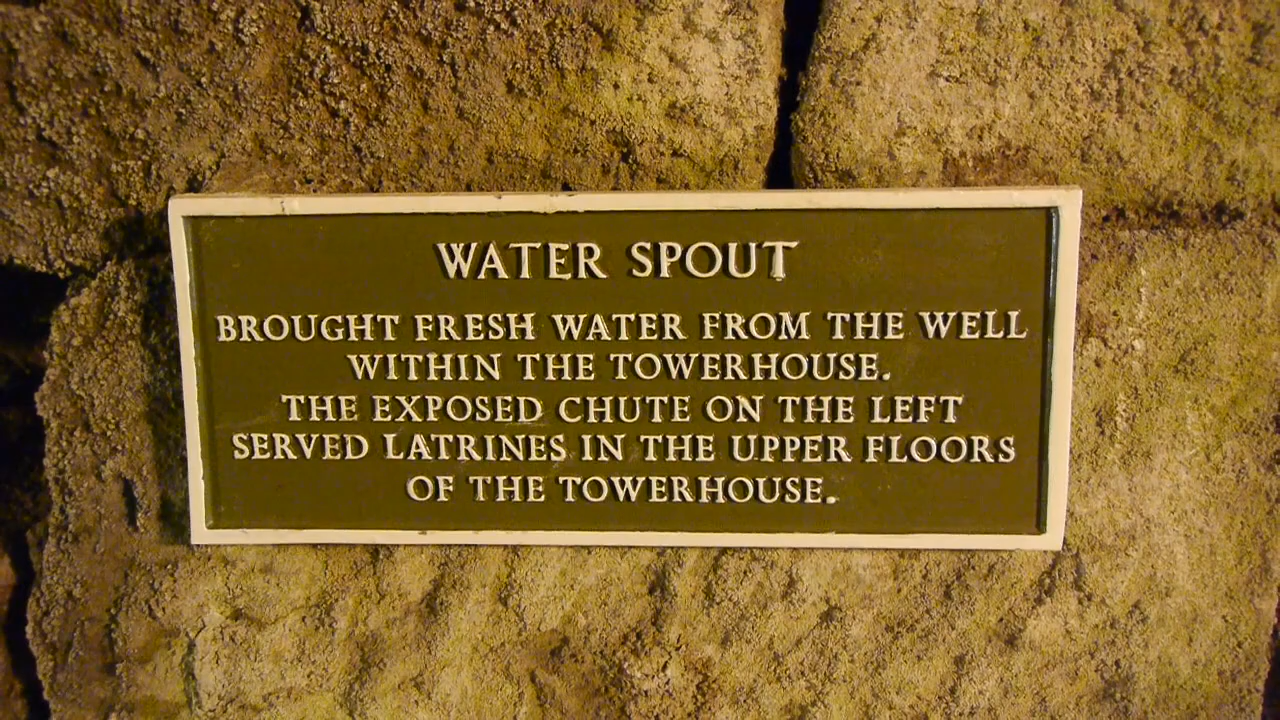 WATER SPOUT
BROUGHT FRESH WATER FROM THE WELL
WITHIN THE TOWERHOUSE.
THE EXPOSED CHUTE ON THE LEFT
SERVED LATRINES IN THE UPPER FLOORS
OF THE TOWERHOUSE.